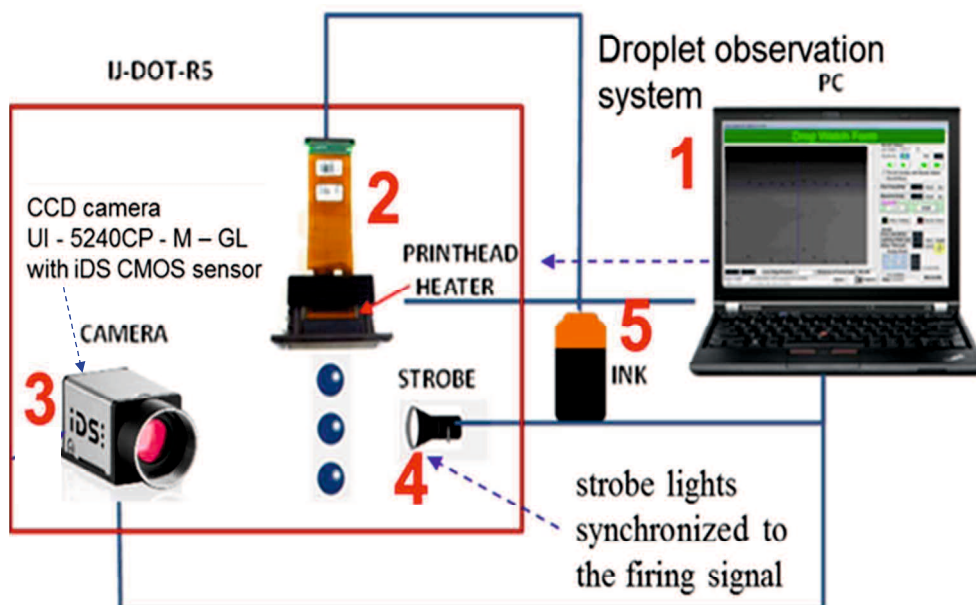 IJ-DOT-R5
Droplet observation
system
PC
1
Drop Watch Form
2
CCD camera
UI - 5240CP - M – GL
with iDS CMOS sensor
PRINTHEAD
HEATER
5
INK
CAMERA
3
iDS:
STROBE
4
strobe lights
synchronized to
the firing signal